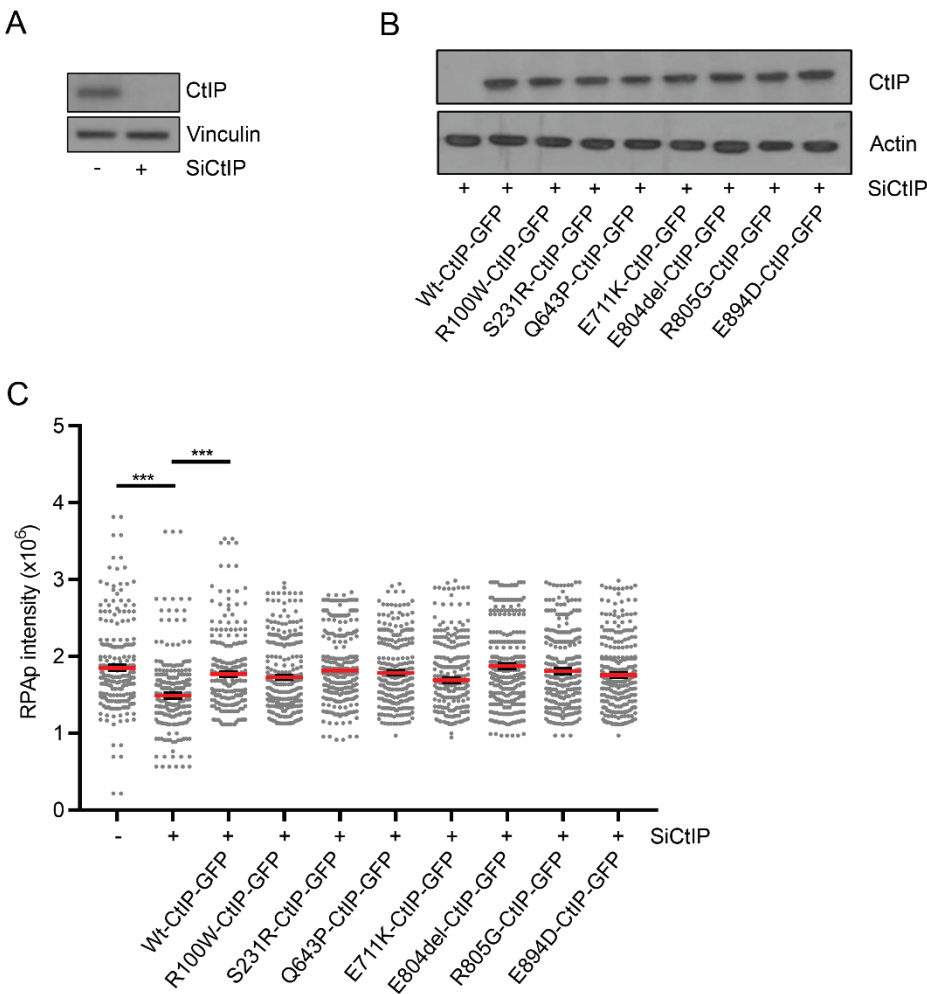 A
CtIP
Vinculin
- + SiCtIP
B
CtIP
Actin
+ + + + + + + + + SiCtIP
Wt-CtIP-GFP
R100W-CtIP-GFP
S231R-CtIP-GFP
Q643P-CtIP-GFP
E711K-CtIP-GFP
E804del-CtIP-GFP
R805G-CtIP-GFP
E894D-CtIP-GFP
C
RPAp intensity (x10⁶)
5
4
3
2
1
0
***
***
- + + + + + + + + + SiCtIP
Wt-CtIP-GFP
R100W-CtIP-GFP
S231R-CtIP-GFP
Q643P-CtIP-GFP
E711K-CtIP-GFP
E804del-CtIP-GFP
R805G-CtIP-GFP
E894D-CtIP-GFP